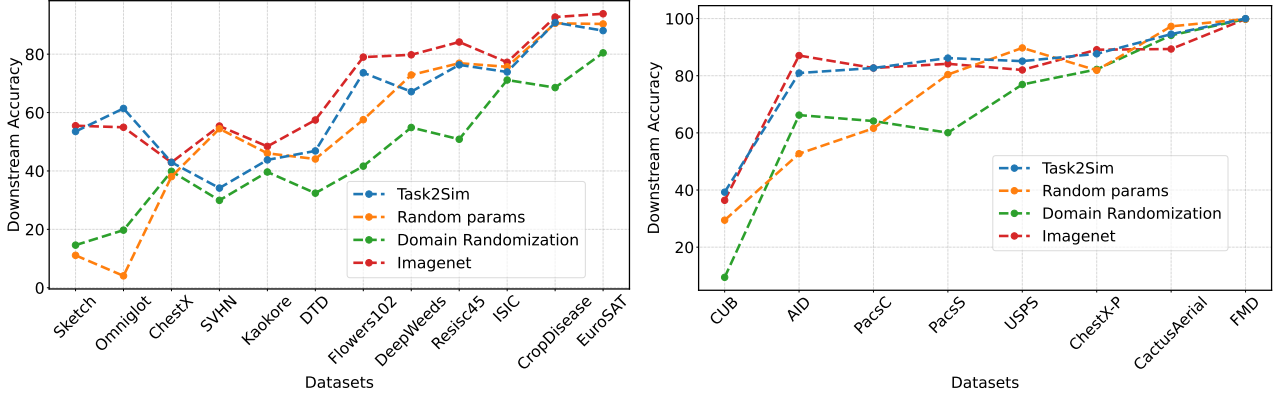 Downstream Accuracy
80
60
40
20
0
Task2Sim
Random params
Domain Randomization
Imagenet
Sketch
Omniglot
ChestX
SVHN
Kaokore
DTD
Flowers102
DeepWeeds
Resisc45
ISIC
CropDisease
EuroSAT
Datasets
Downstream Accuracy
100
80
60
40
20
Task2Sim
Random params
Domain Randomization
Imagenet
CUB
AID
PacsC
PacsS
USPS
ChestX-P
CactusAerial
FMD
Datasets